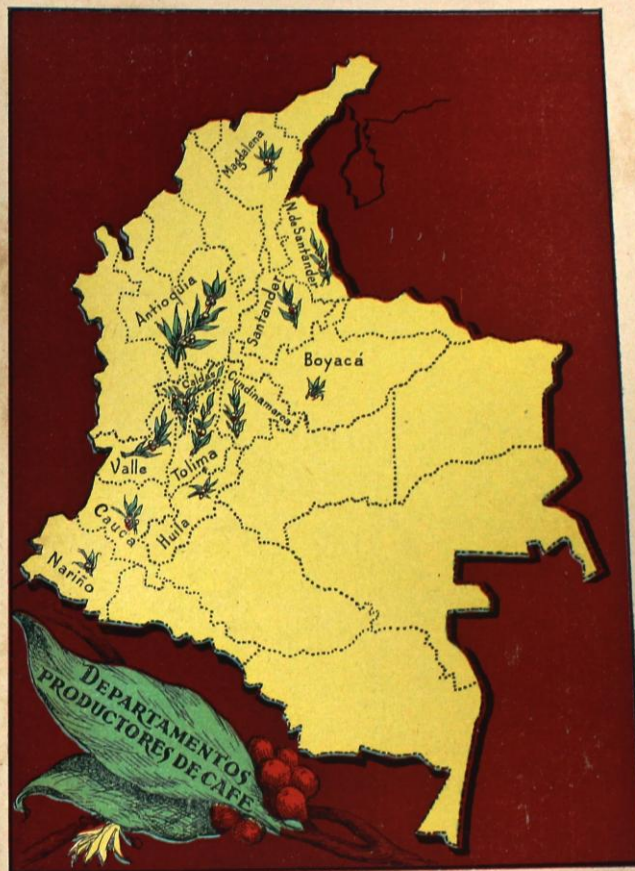 Magdalena
N. de Santander
Antioquia
Santander
Boyacá
Caldas
Cundinamarca
Valle
Tolima
Cauca
Huila
Nariño
DEPARTAMENTOS
PRODUCTORES DE CAFE